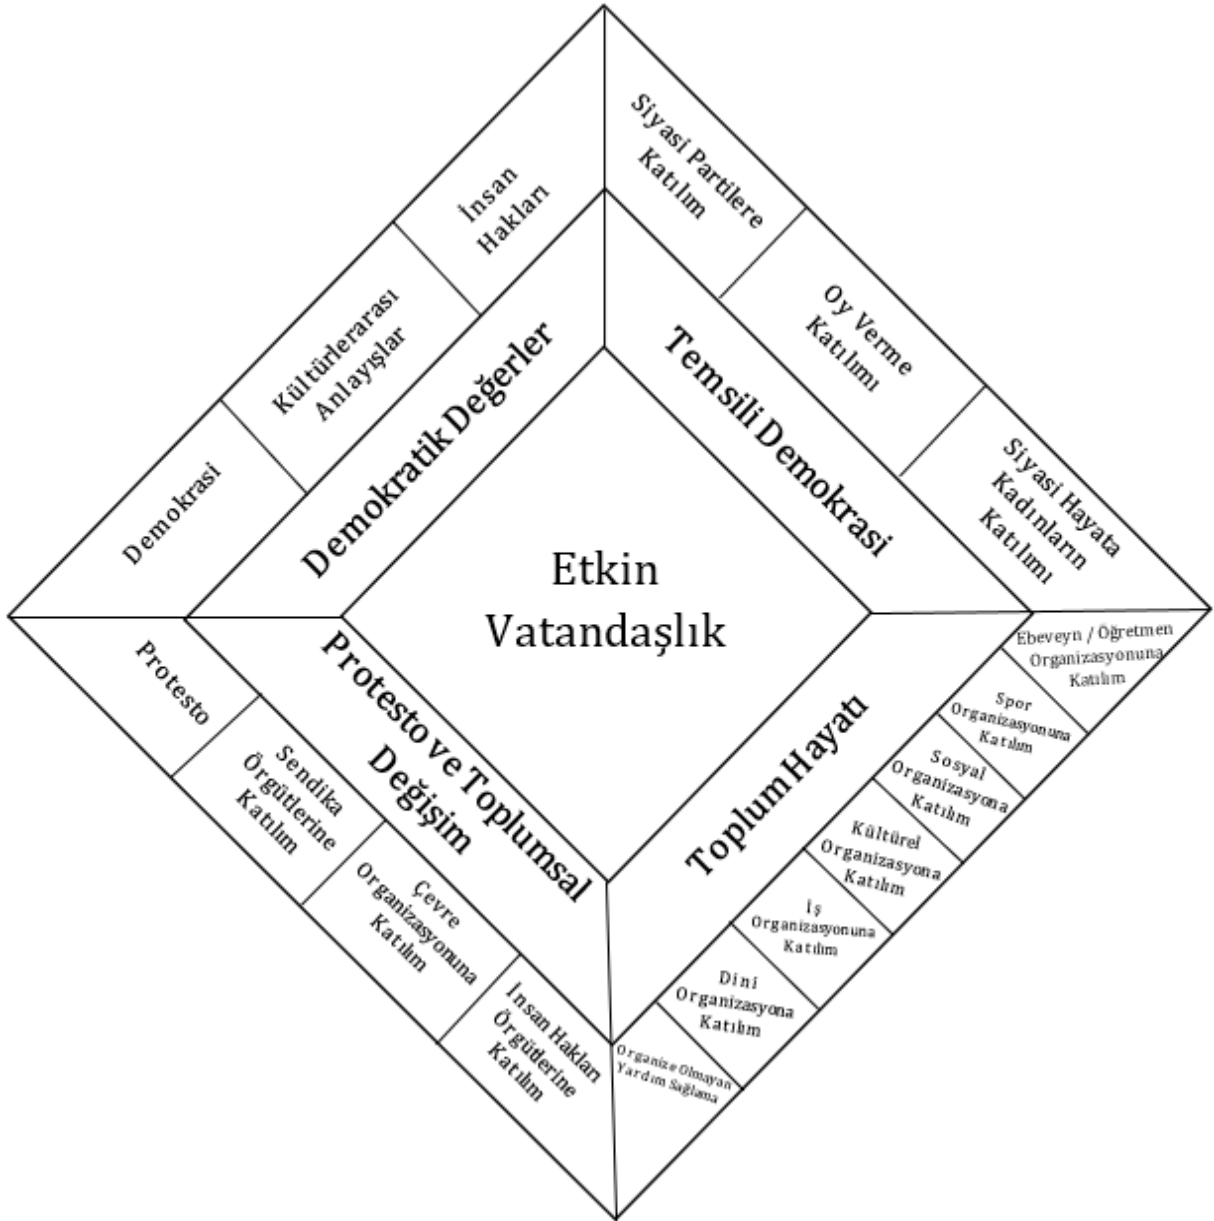 Siyasi Partilere
Katılım
Oy Verme
Katılımı
Siyasi Hayata
Kadınların
Katılımı
Temsili Demokrasi
İnsan
Hakları
Kültürlerarası
Anlayışlar
Demokrasi
Demokratik Değerler
Etkin
Vatandaşlık
Protesto ve Toplumsal
Değişim
Protesto
Sendika
Örgütlerine
Katılım
Çevre
Organizasyonuna
Katılım
İnsan Hakları
Örgütlerine
Katılım
Toplum Hayatı
Ebeveyn / Öğretmen
Organizasyonuna
Katılım
Spor
Organizasyonuna
Katılım
Sosyal
Organizasyona
Katılım
Kültürel
Organizasyona
Katılım
İş
Organizasyonuna
Katılım
Dini
Organizasyona
Katılım
Organize Olmayan
Yardım Sağlama